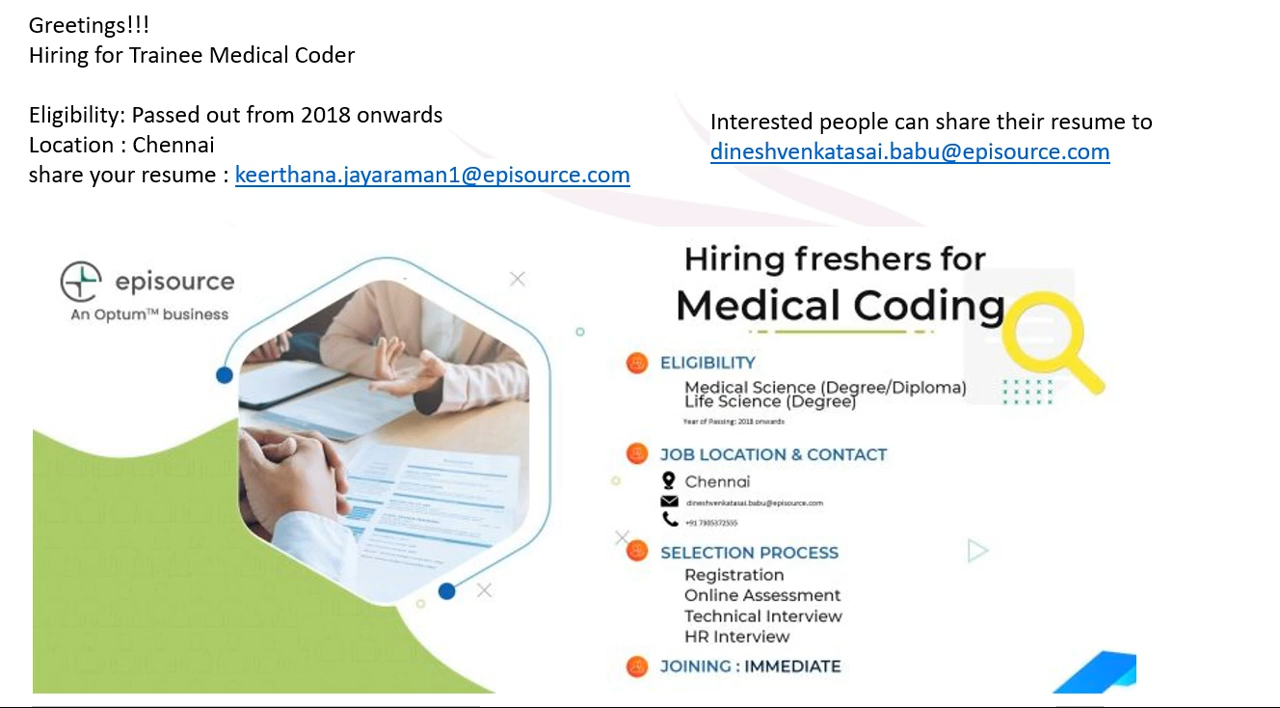 Greetings!!!
Hiring for Trainee Medical Coder
Eligibility: Passed out from 2018 onwards
Location : Chennai
share your resume : keerthana.jayaraman1@episource.com
Interested people can share their resume to
dineshvenkatasai.babu@episource.com
episource
An Optum™ business
Hiring freshers for
Medical Coding
ELIGIBILITY
Medical Science (Degree/Diploma)
Life Science (Degree)
Year of Passing: 2018 onwards
JOB LOCATION & CONTACT
Chennai
dineshvenkatasai.babu@episource.com
+91 7305372555
SELECTION PROCESS
Registration
Online Assessment
Technical Interview
HR Interview
JOINING : IMMEDIATE